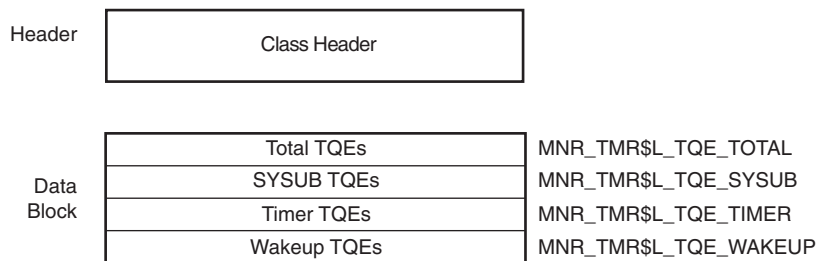 Header
Class Header
Total TQEs MNR_TMR$L_TQE_TOTAL
Data Block
SYSUB TQEs MNR_TMR$L_TQE_SYSUB
Timer TQEs MNR_TMR$L_TQE_TIMER
Wakeup TQEs MNR_TMR$L_TQE_WAKEUP